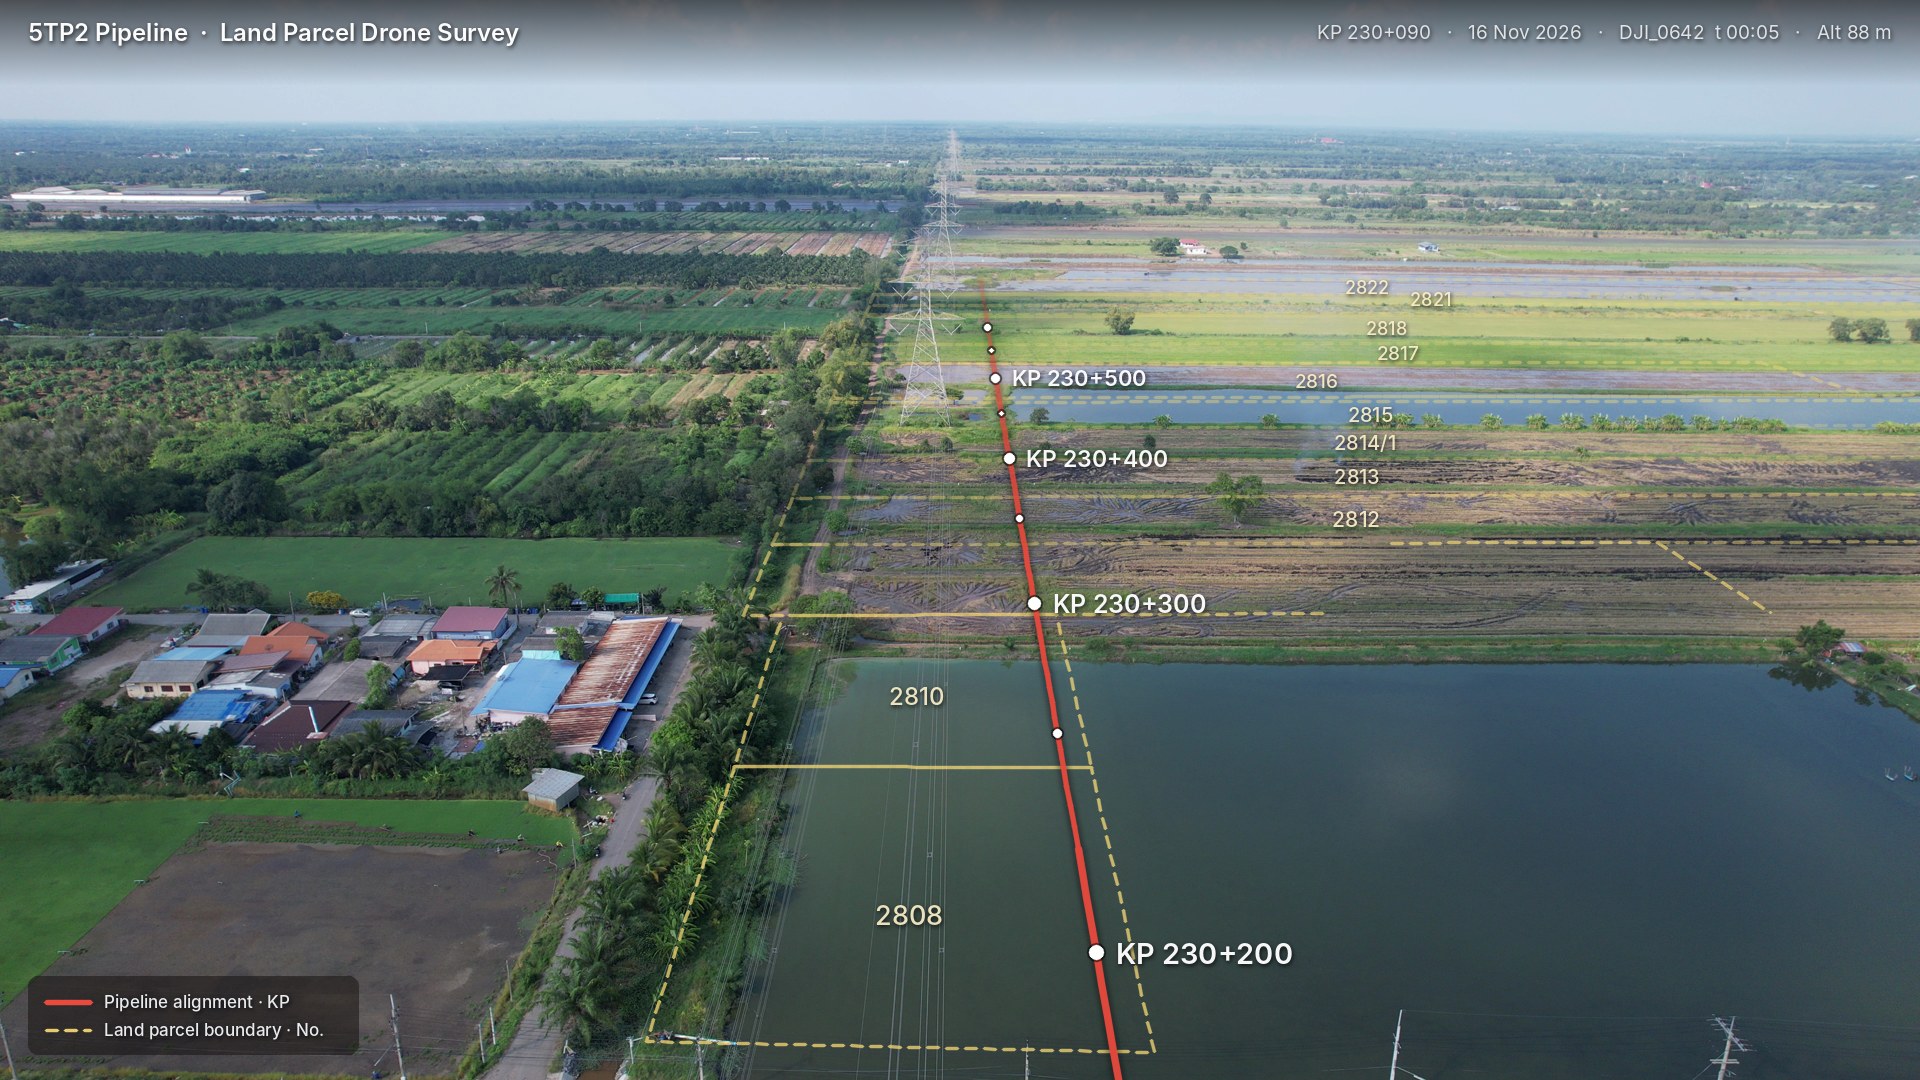 5TP2 Pipeline · Land Parcel Drone Survey
KP 230+090 · 16 Nov 2026 · DJI_0642 t 00:05 · Alt 88 m
2822
2821
2818
2817
KP 230+500
2816
2815
2814/1
KP 230+400
2813
2812
KP 230+300
2810
2808
KP 230+200
Pipeline alignment · KP
Land parcel boundary · No.